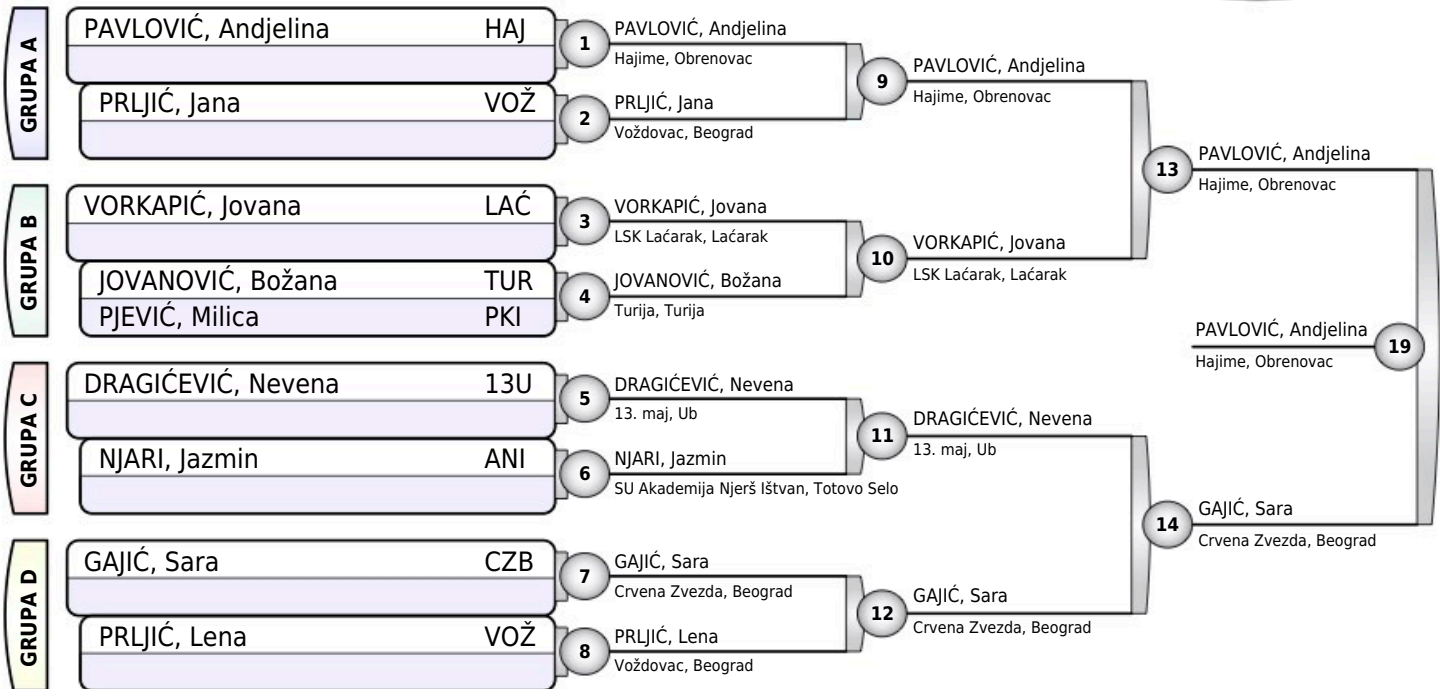 GRUPA A
PAVLOVIĆ, Andjelina HAJ
PRLJIĆ, Jana VOŽ
GRUPA B
VORKAPIĆ, Jovana LAĆ
JOVANOVIĆ, Božana TUR
PJEVIĆ, Milica PKI
GRUPA C
DRAGIĆEVIĆ, Nevena 13U
NJARI, Jazmin ANI
GRUPA D
GAJIĆ, Sara CZB
PRLJIĆ, Lena VOŽ
1 PAVLOVIĆ, Andjelina
Hajime, Obrenovac
2 PRLJIĆ, Jana
Voždovac, Beograd
3 VORKAPIĆ, Jovana
LSK Laćarak, Laćarak
4 JOVANOVIĆ, Božana
Turija, Turija
5 DRAGIĆEVIĆ, Nevena
13. maj, Ub
6 NJARI, Jazmin
SU Akademija Njerš Ištvan, Totovo Selo
7 GAJIĆ, Sara
Crvena Zvezda, Beograd
8 PRLJIĆ, Lena
Voždovac, Beograd
9 PAVLOVIĆ, Andjelina
Hajime, Obrenovac
10 VORKAPIĆ, Jovana
LSK Laćarak, Laćarak
11 DRAGIĆEVIĆ, Nevena
13. maj, Ub
12 GAJIĆ, Sara
Crvena Zvezda, Beograd
13 PAVLOVIĆ, Andjelina
Hajime, Obrenovac
14 GAJIĆ, Sara
Crvena Zvezda, Beograd
PAVLOVIĆ, Andjelina 19
Hajime, Obrenovac